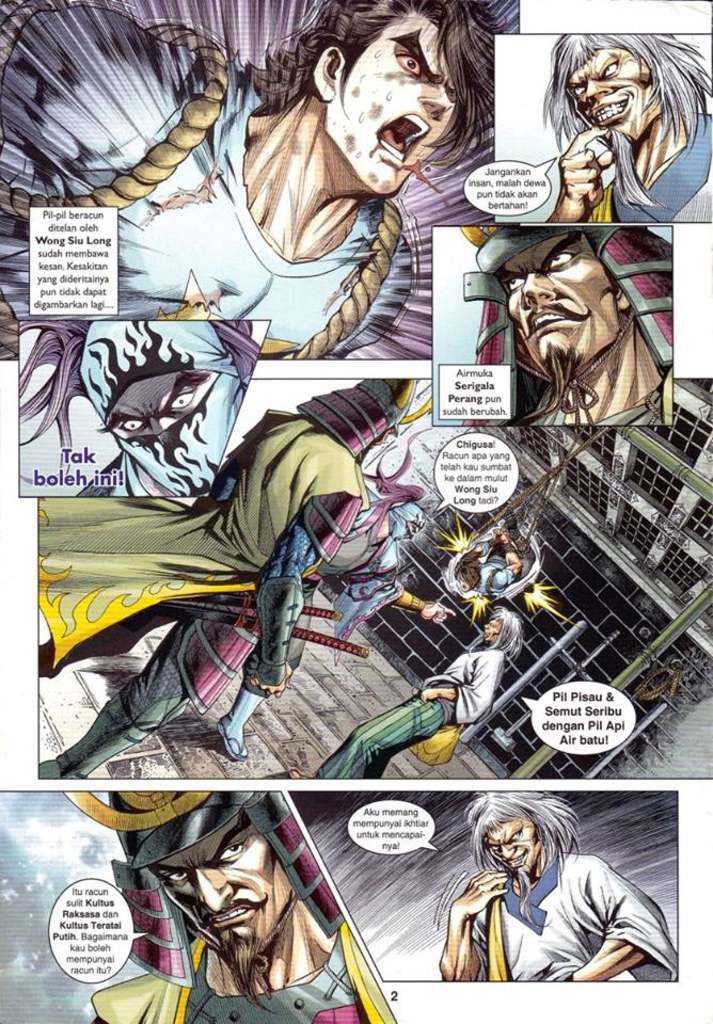 Pil-pil beracun
ditelan oleh
Wong Siu Long
sudah membawa
kesan. Kesakitan
yang dideritainya
pun tidak dapat
digambarkan lagi....
Jangankan
insan, malah dewa
pun tidak akan
bertahan!
Airmuka
Serigala
Perang pun
sudah berubah.
Tak
boleh ini!
Chigusa!
Racun apa yang
telah kau sumbat
ke dalam mulut
Wong Siu
Long tadi?
Pil Pisau &
Semut Seribu
dengan Pil Api
Air batu!
Itu racun
sulit Kultus
Raksasa dan
Kultus Teratai
Putih. Bagaimana
kau boleh
mempunyai
racun itu?
Aku memang
mempunyai ikhtiar
untuk mencapai-
nya!
2